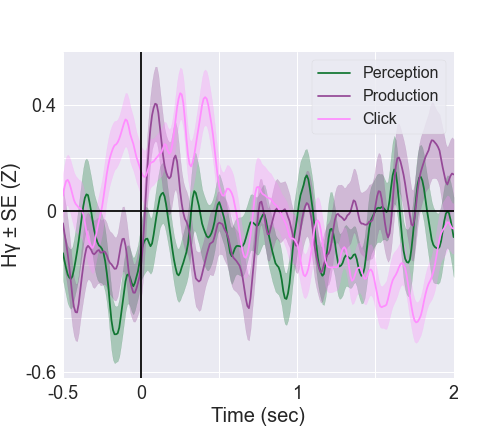 Perception
Production
Click
0.4
0
-0.6
Hγ ± SE (Z)
-0.5
0
1
2
Time (sec)